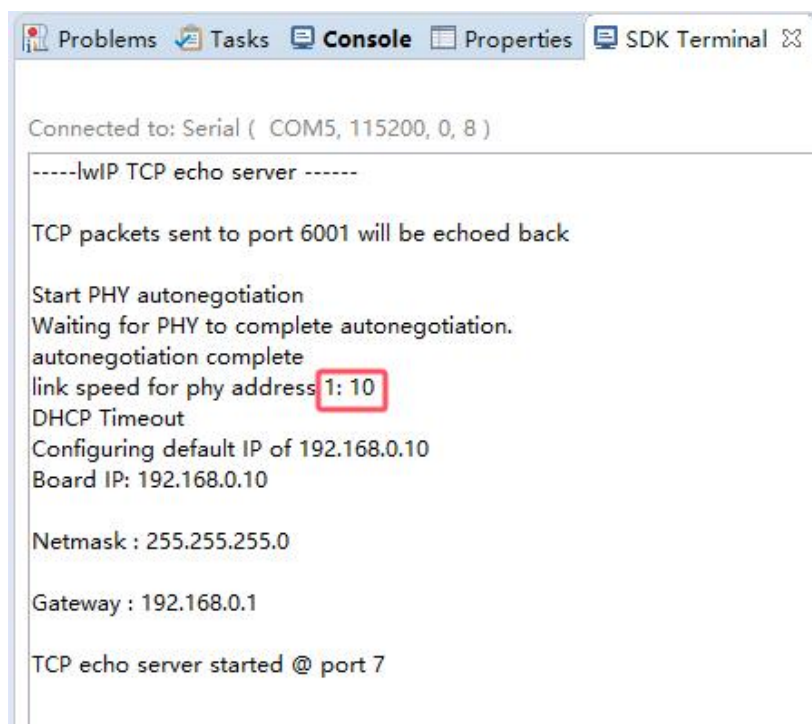 Problems Tasks Console Properties SDK Terminal
Connected to: Serial ( COM5, 115200, 0, 8 )
-----lwIP TCP echo server ------
TCP packets sent to port 6001 will be echoed back
Start PHY autonegotiation
Waiting for PHY to complete autonegotiation.
autonegotiation complete
link speed for phy address 1: 10
DHCP Timeout
Configuring default IP of 192.168.0.10
Board IP: 192.168.0.10
Netmask : 255.255.255.0
Gateway : 192.168.0.1
TCP echo server started @ port 7